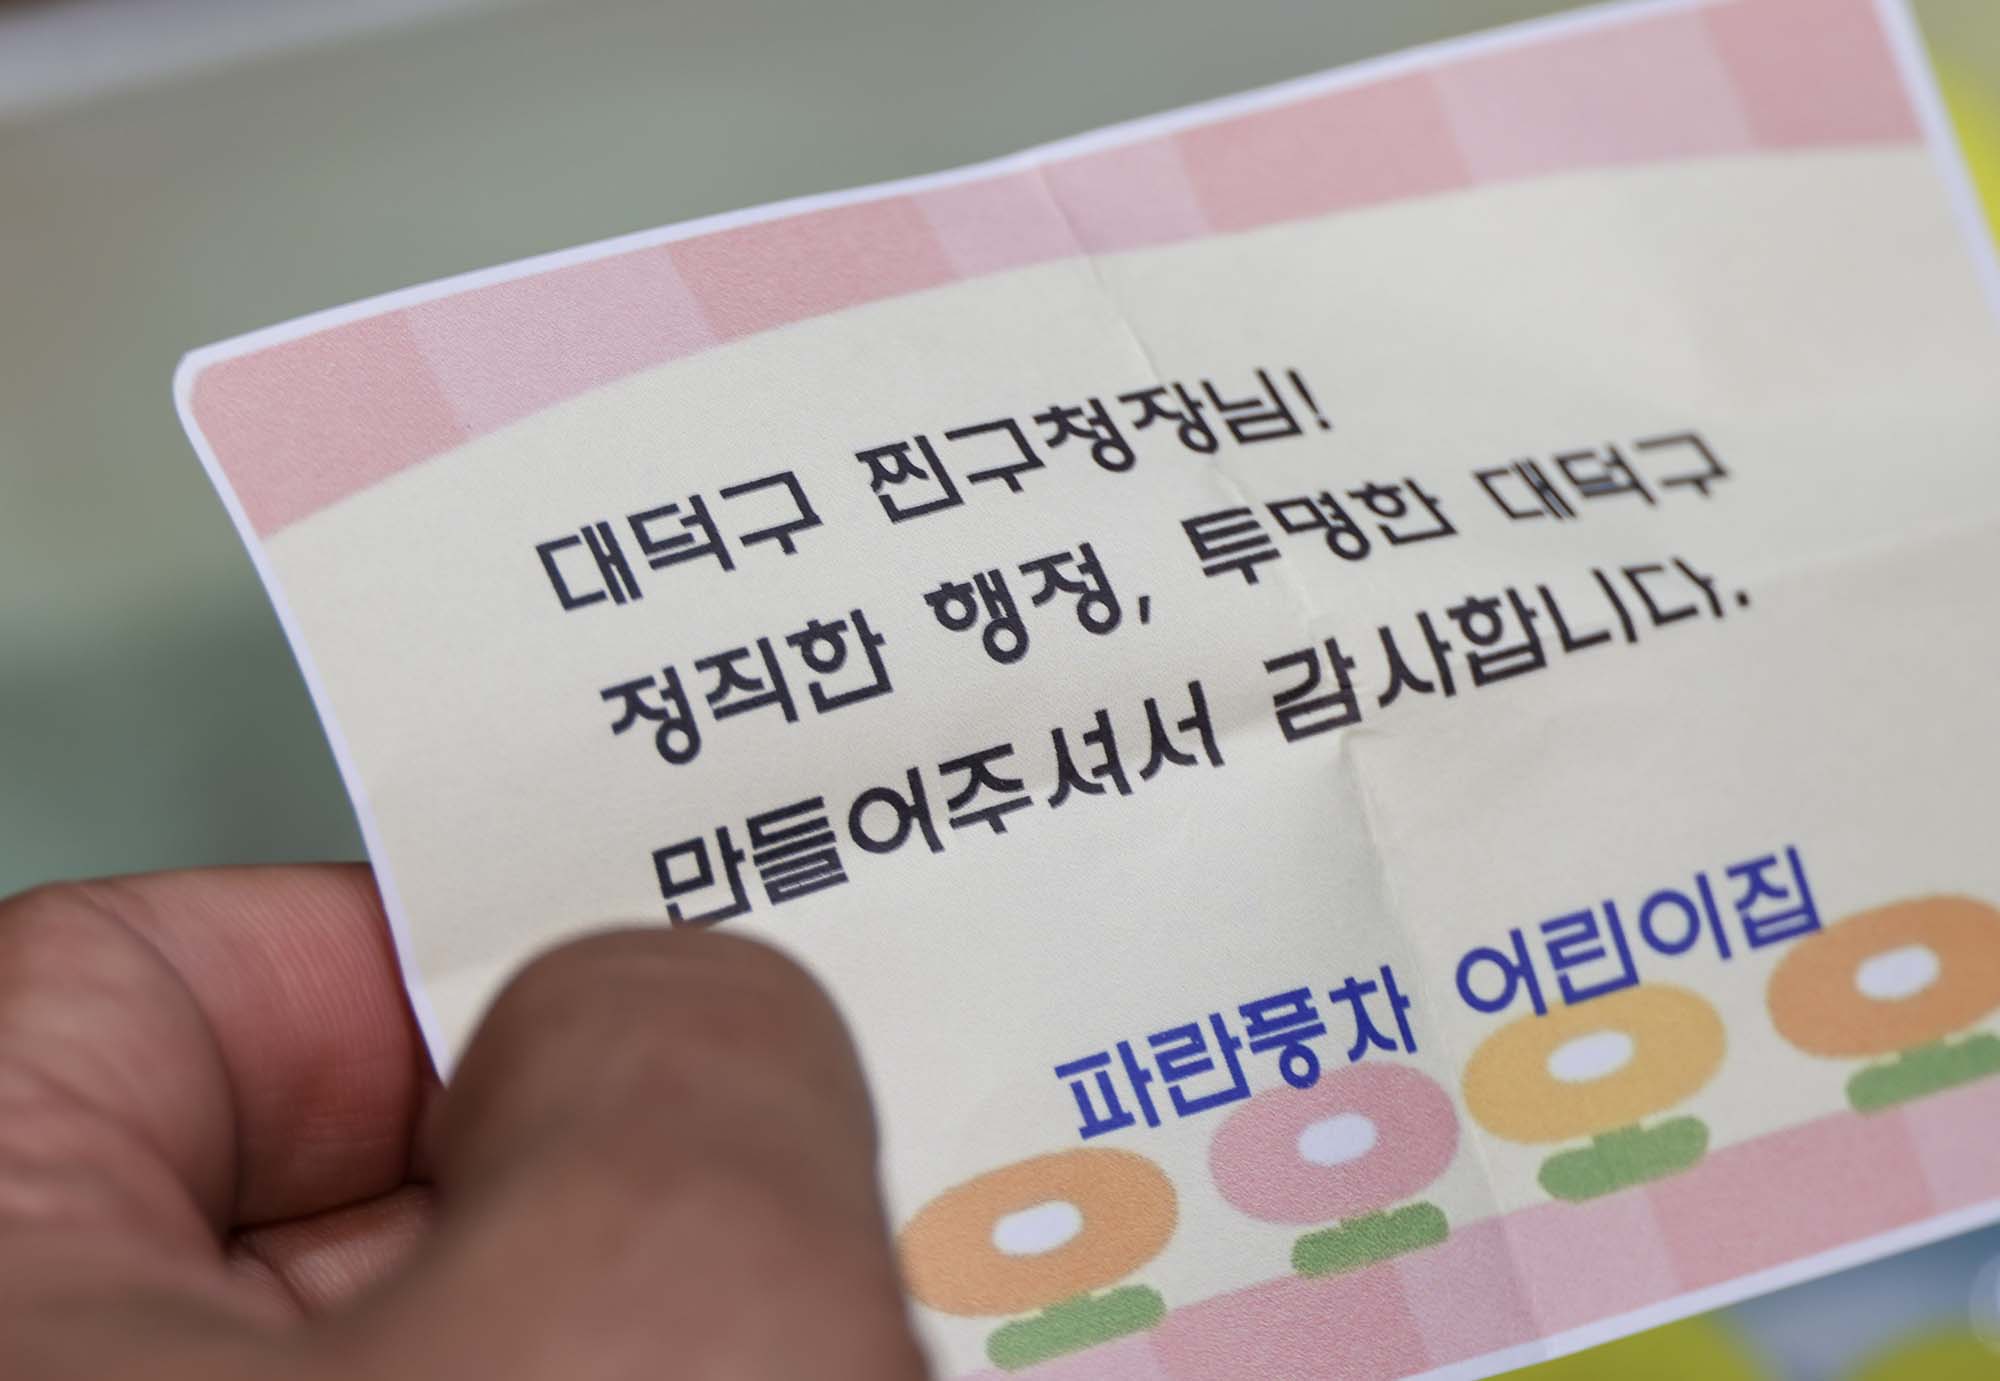 대덕구 찐구청장님!
정직한 행정, 투명한 대덕구
만들어주셔서 감사합니다.
파란풍차 어린이집